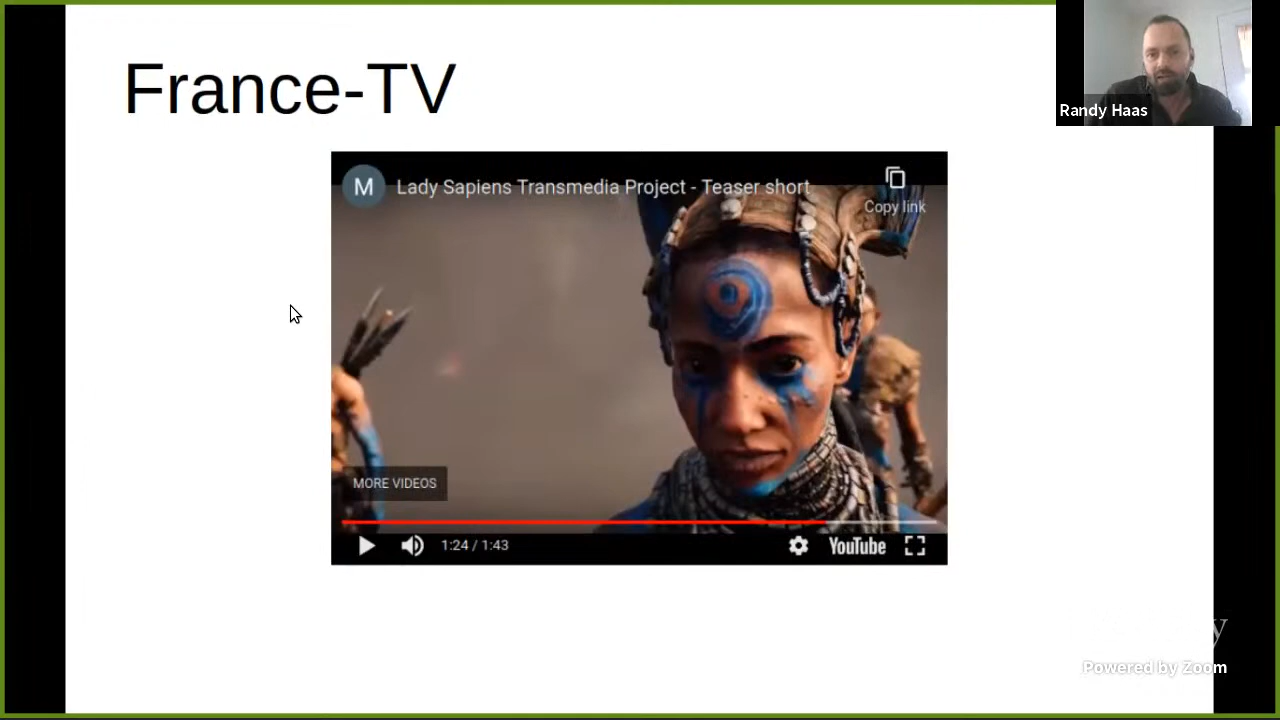 France-TV
Randy Haas
M
Lady Sapiens Transmedia Project - Teaser short
Copy link
MORE VIDEOS
1:24 / 1:43
YouTube
Powered by Zoom